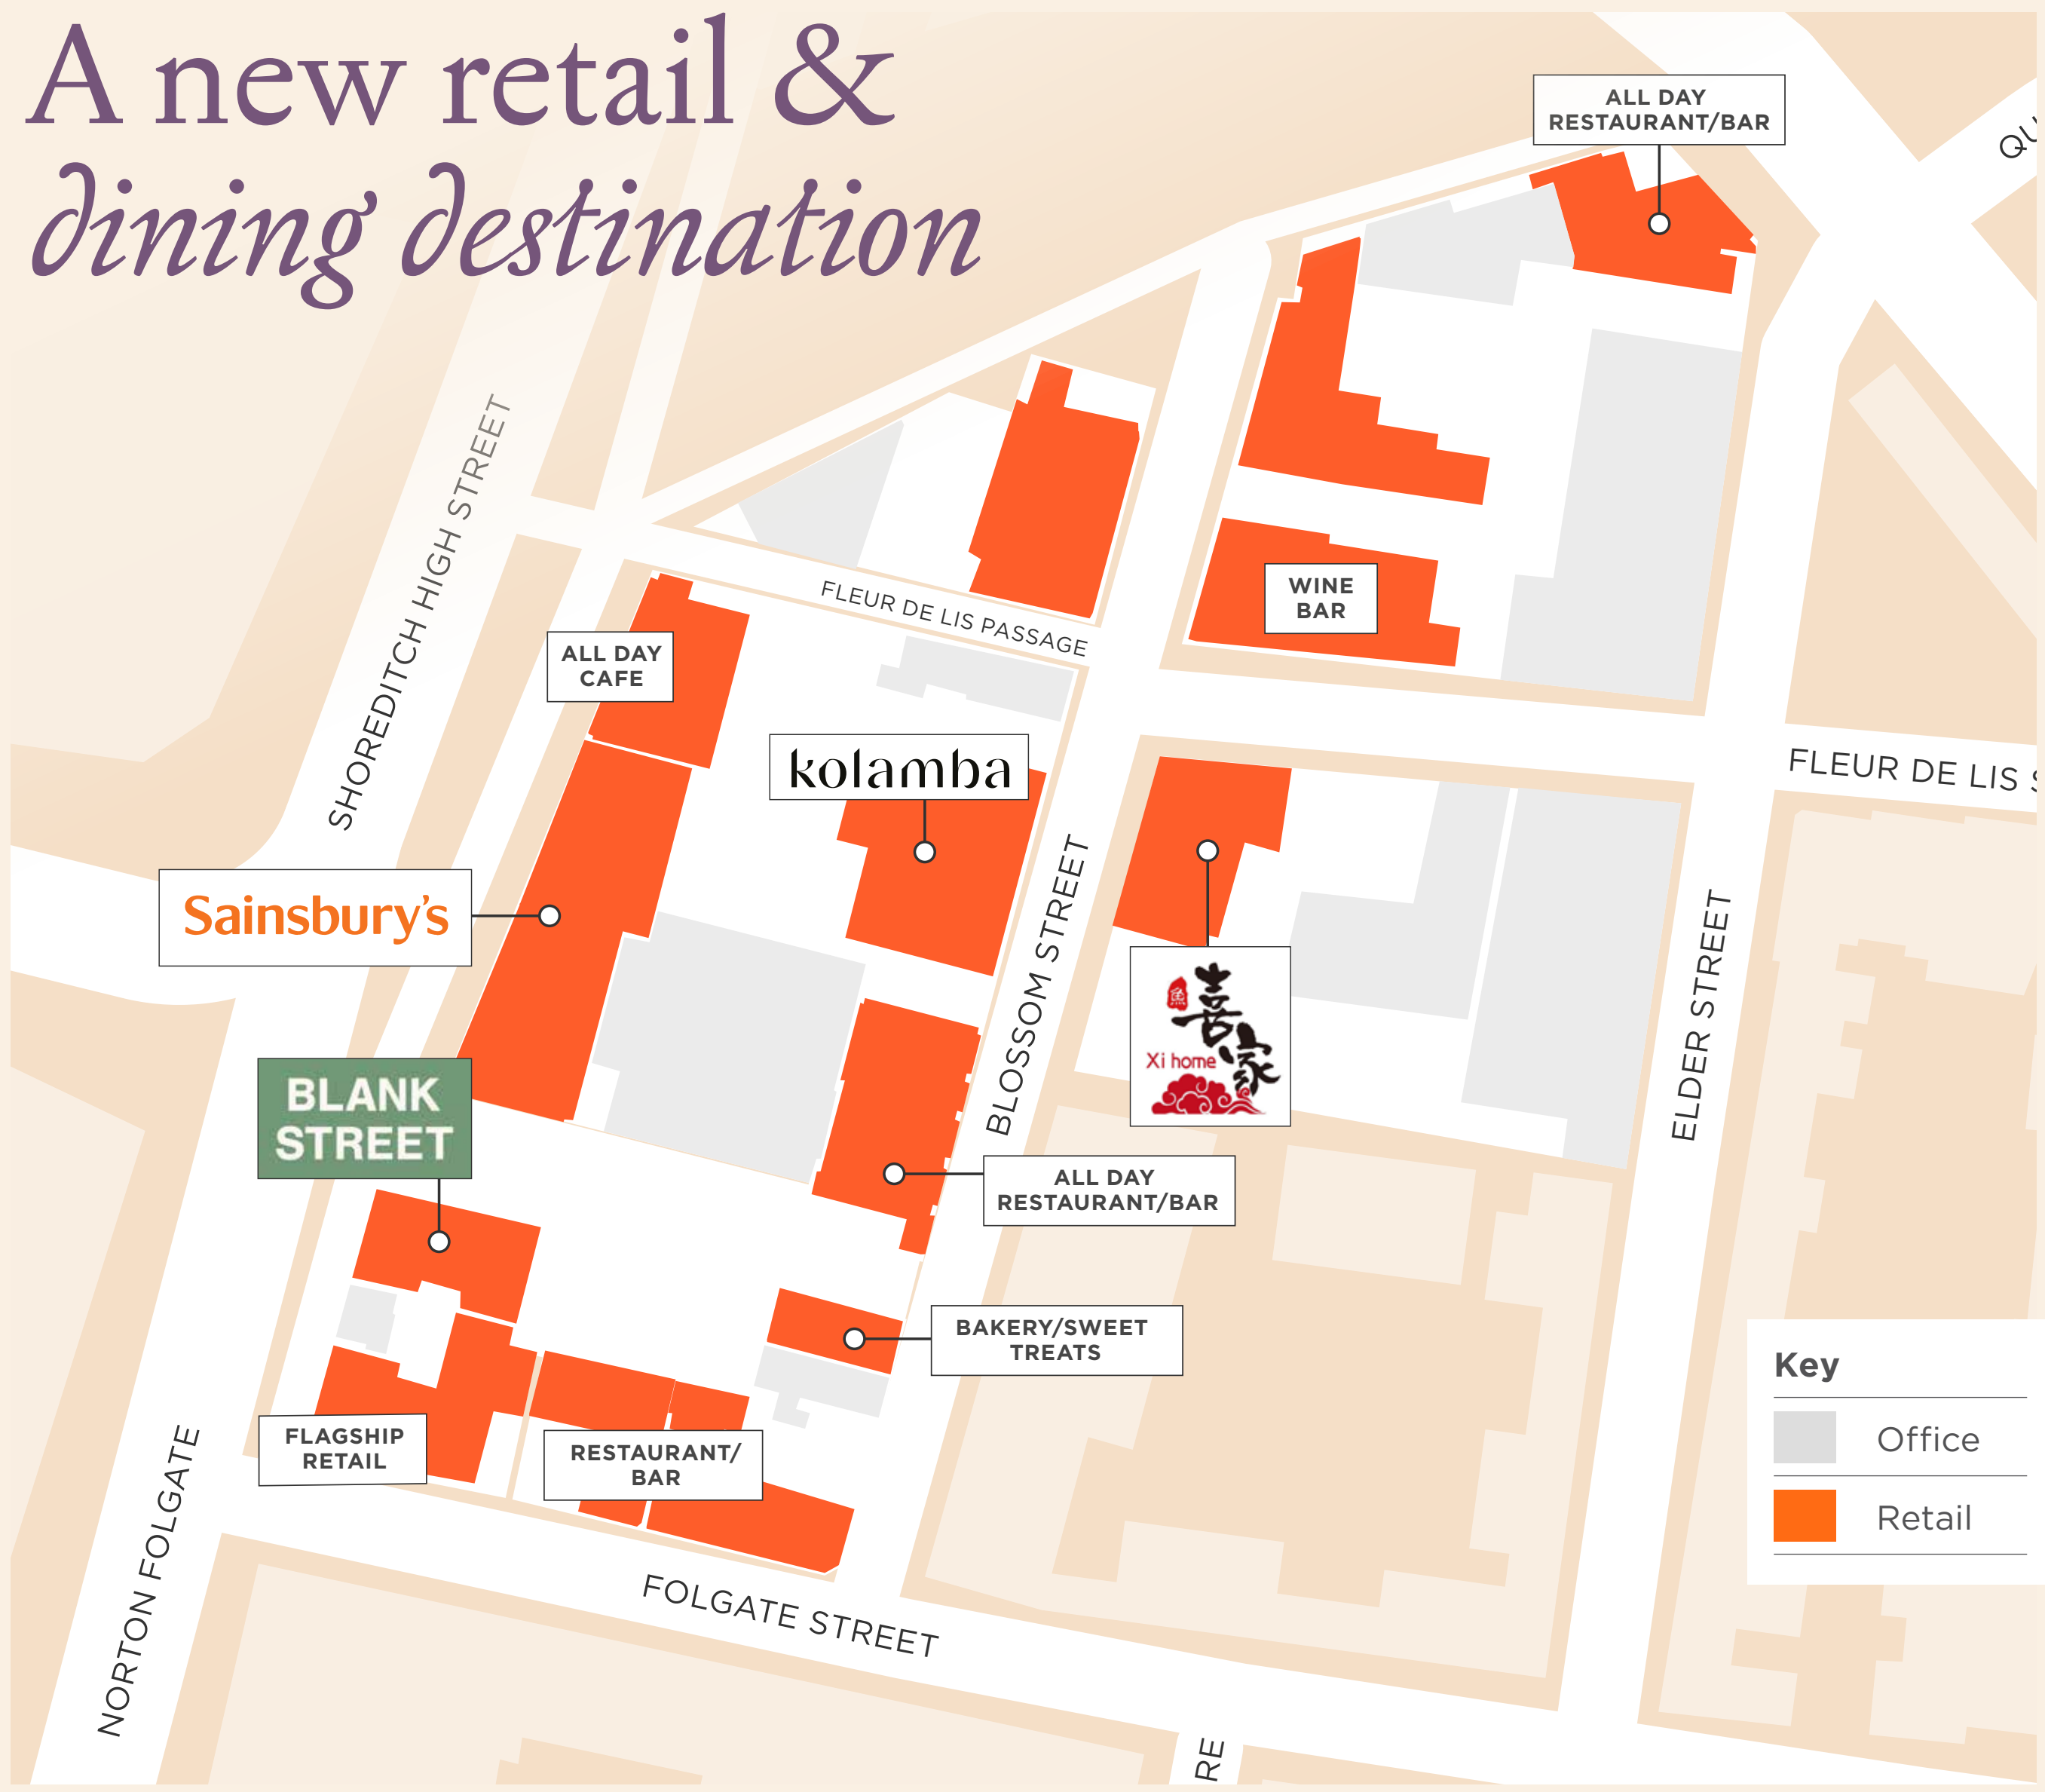 A new retail &
dining destination
ALL DAY
RESTAURANT/BAR
QU
SHOREDITCH HIGH STREET
FLEUR DE LIS PASSAGE
WINE
BAR
ALL DAY
CAFE
kolamba
FLEUR DE LIS S
Sainsbury's
BLOSSOM STREET
ELDER STREET
魚
喜家
Xi home
BLANK
STREET
ALL DAY
RESTAURANT/BAR
BAKERY/SWEET
TREATS
FLAGSHIP
RETAIL
RESTAURANT/
BAR
Key
Office
Retail
NORTON FOLGATE
FOLGATE STREET
RE